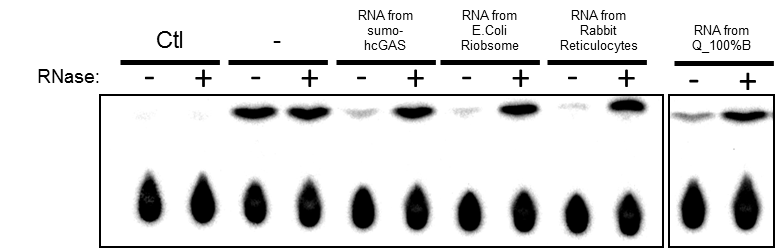 Ctl
-
RNA from
sumo-
hcGAS
RNA from
E.Coli
Riobsome
RNA from
Rabbit
Reticulocytes
RNA from
Q_100%B
RNase: - + - + - + - + - + - +